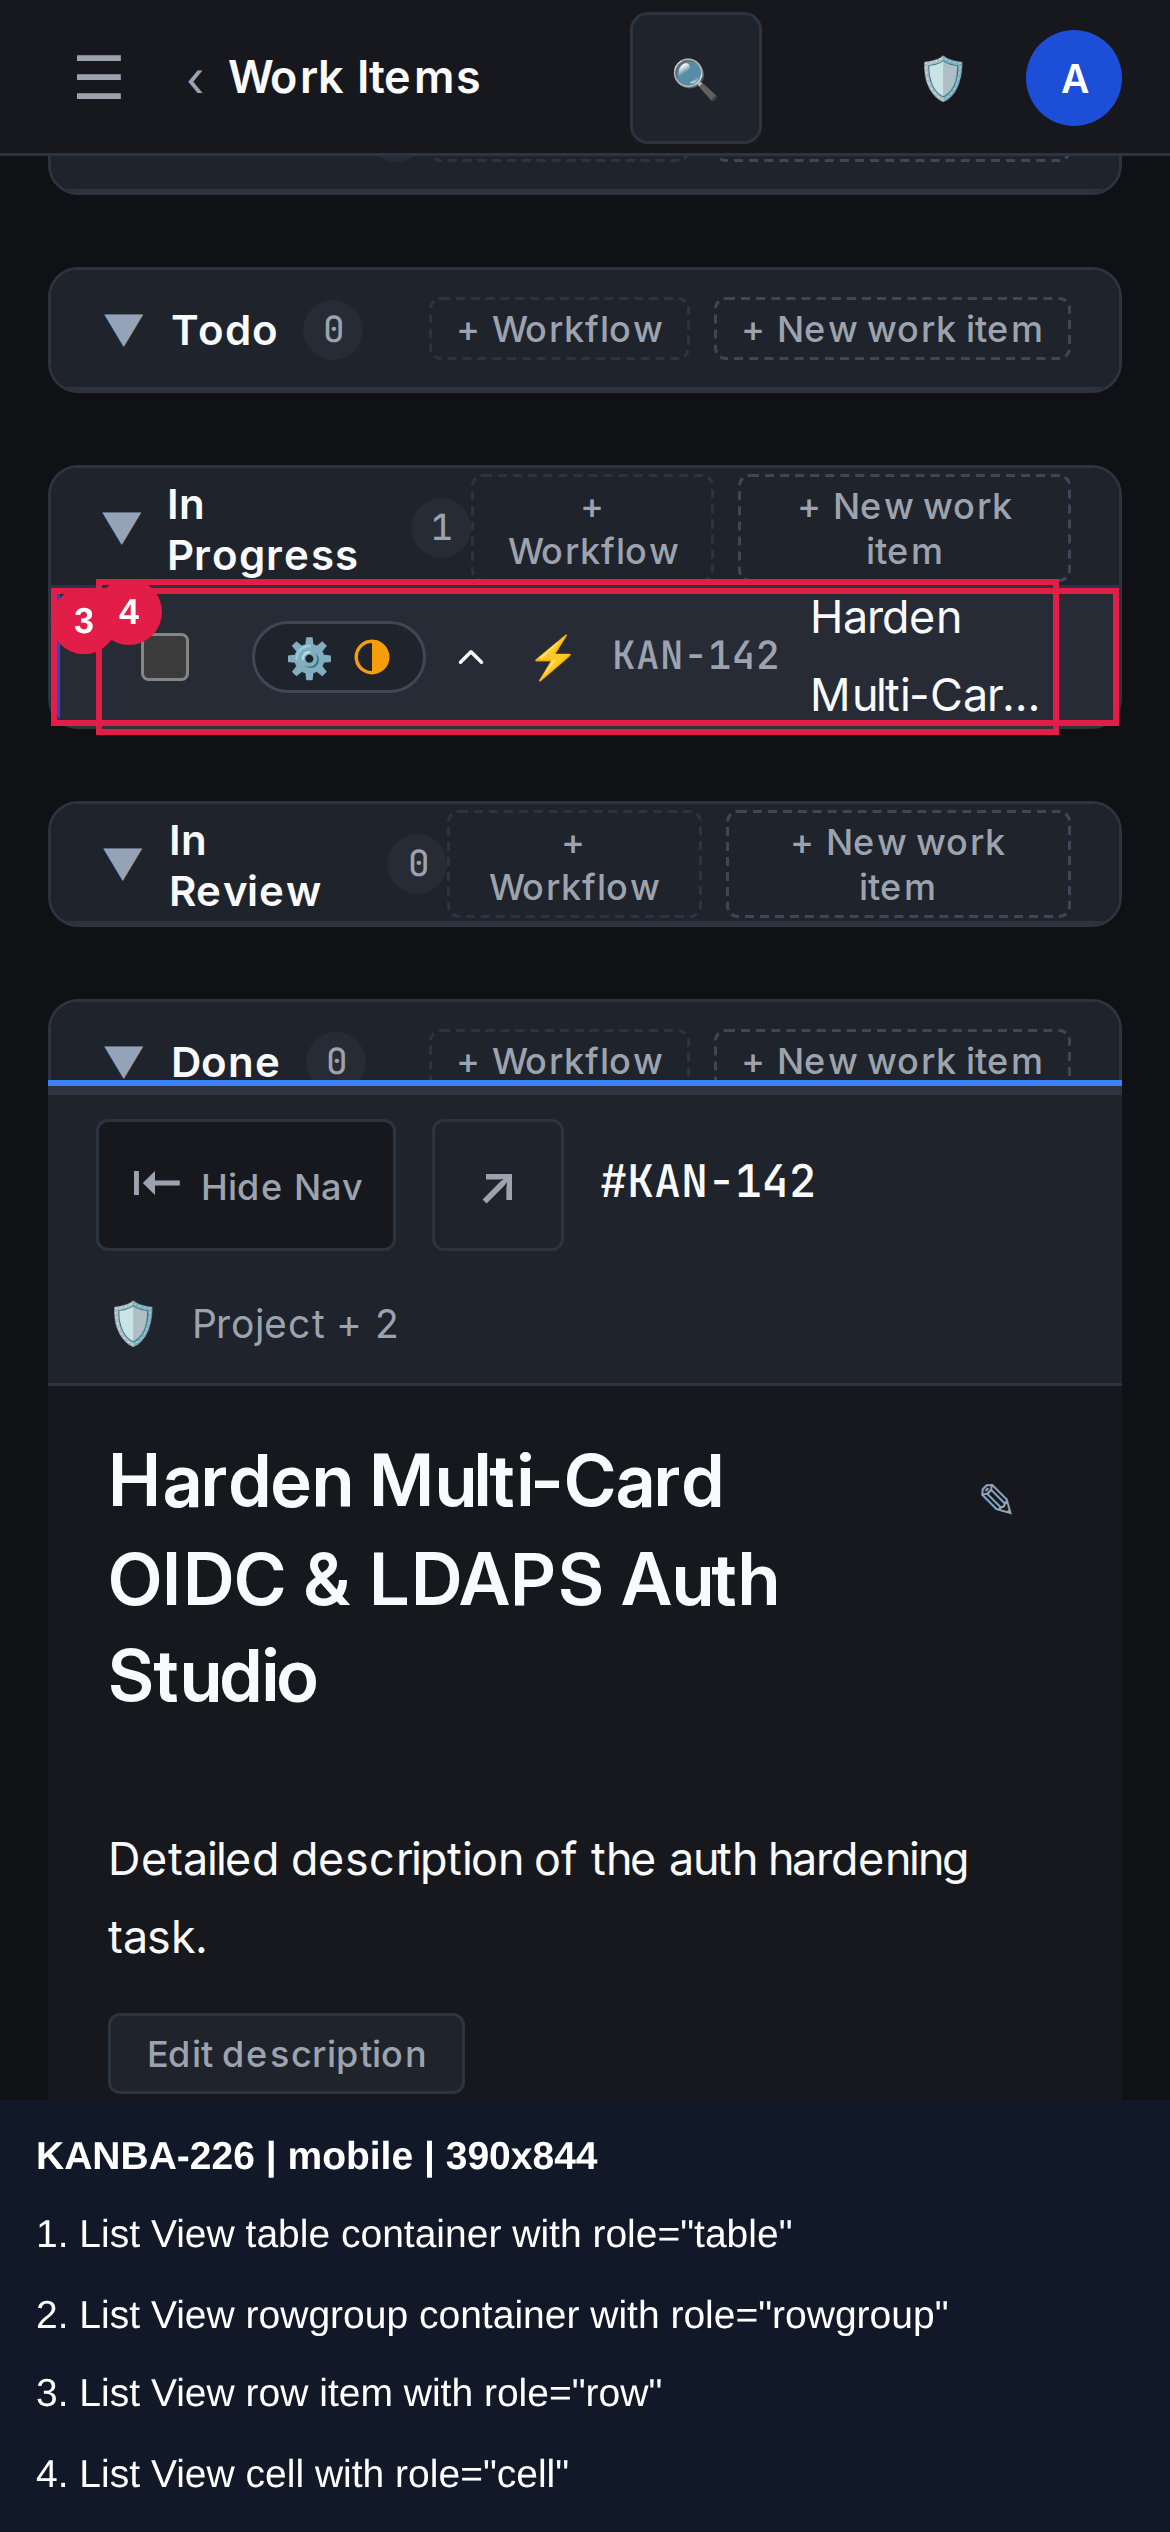 ‹ Work Items
A
Todo 0 + Workflow + New work item
In Progress 1 + Workflow + New work item
3 4
KAN-142 Harden Multi-Car...
In Review 0 + Workflow + New work item
Done 0 + Workflow + New work item
Hide Nav #KAN-142
Project + 2
Harden Multi-Card
OIDC & LDAPS Auth
Studio
Detailed description of the auth hardening
task.
Edit description
KANBA-226 | mobile | 390x844
1. List View table container with role="table"
2. List View rowgroup container with role="rowgroup"
3. List View row item with role="row"
4. List View cell with role="cell"